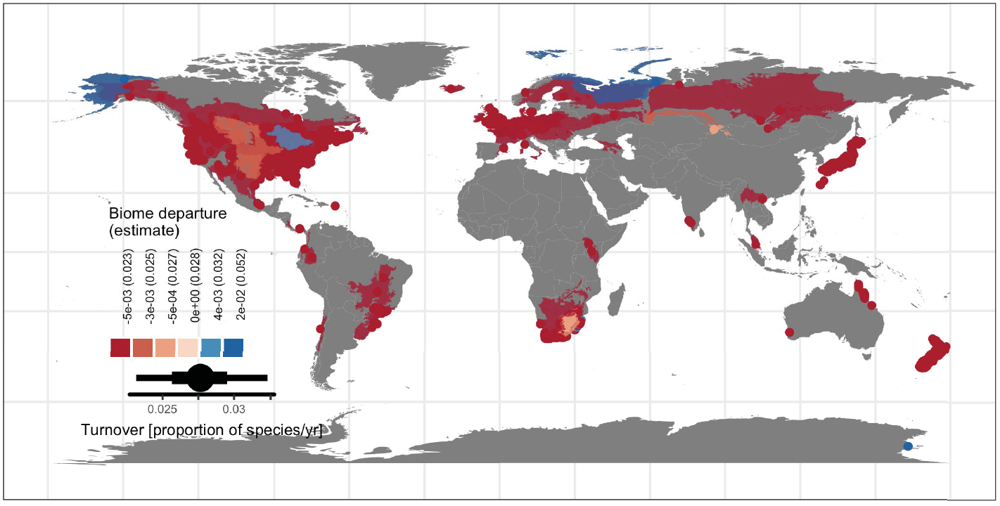 Biome departure
(estimate)
-5e-03 (0.023)
-3e-03 (0.025)
-5e-04 (0.027)
0e+00 (0.028)
4e-03 (0.032)
2e-02 (0.052)
0.025
0.03
Turnover [proportion of species/yr]